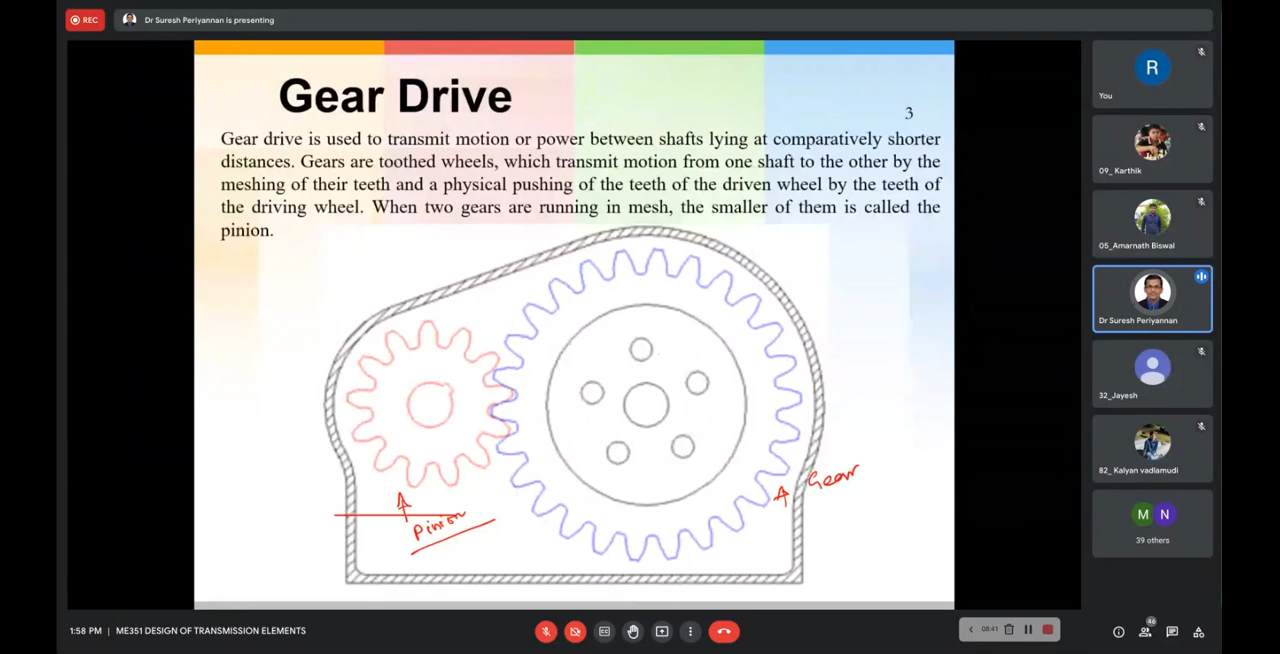 REC
Dr Suresh Periyannan is presenting
Gear Drive
3
Gear drive is used to transmit motion or power between shafts lying at comparatively shorter
distances. Gears are toothed wheels, which transmit motion from one shaft to the other by the
meshing of their teeth and a physical pushing of the teeth of the driven wheel by the teeth of
the driving wheel. When two gears are running in mesh, the smaller of them is called the
pinion.
Gear
Pinion
R
You
09_ Karthik
05_Amarnath Biswal
Dr Suresh Periyannan
32_Jayesh
82_ Kalyan vadlamudi
M N
39 others
1:58 PM | ME351 DESIGN OF TRANSMISSION ELEMENTS
CC
08:41
46